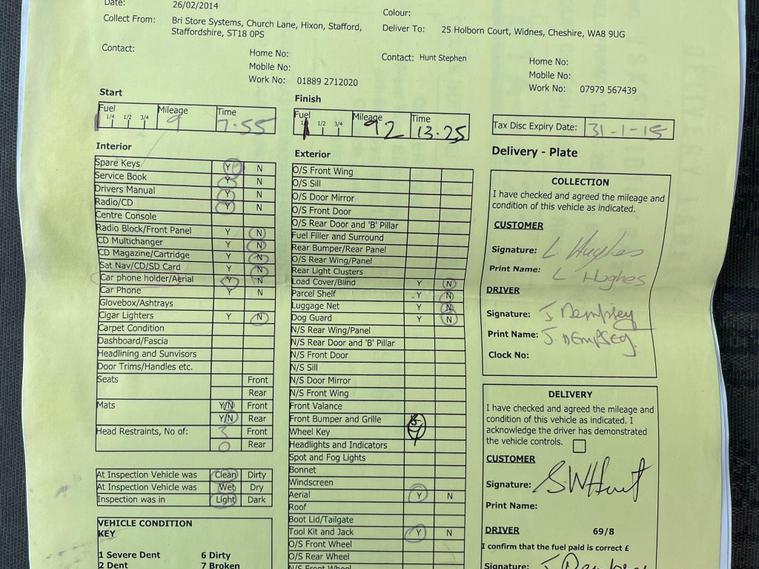 Date: 26/02/2014
Colour:
Collect From: Bri Store Systems, Church Lane, Hixon, Stafford, Staffordshire, ST18 0PS
Deliver To: 25 Holborn Court, Widnes, Cheshire, WA8 9UG
Contact:
Home No:
Mobile No:
Work No: 01889 2712020
Contact: Hunt Stephen
Home No:
Mobile No:
Work No: 07979 567439
Start
Fuel 1/4 1/2 3/4 Mileage 9 Time 7.55
Finish
Fuel 1/4 1/2 3/4 Mileage 92 Time 13.25
Tax Disc Expiry Date: 31-1-15
Interior
Spare Keys Y N
Service Book Y N
Drivers Manual Y N
Radio/CD Y N
Centre Console
Radio Block/Front Panel Y N
CD Multichanger Y N
CD Magazine/Cartridge Y N
Sat Nav/CD/SD Card Y N
Car phone holder/Aerial Y N
Car Phone Y N
Glovebox/Ashtrays
Cigar Lighters Y N
Carpet Condition
Dashboard/Fascia
Headlining and Sunvisors
Door Trims/Handles etc.
Seats Front
Rear
Mats Y/N Front
Y/N Rear
Head Restraints, No of: 3 Front
0 Rear
At Inspection Vehicle was Clean Dirty
At Inspection Vehicle was Wet Dry
Inspection was in Light Dark
VEHICLE CONDITION
KEY
1 Severe Dent 6 Dirty
2 Dent 7 Broken
Exterior
O/S Front Wing
O/S Sill
O/S Door Mirror
O/S Front Door
O/S Rear Door and 'B' Pillar
Fuel Filler and Surround
Rear Bumper/Rear Panel
O/S Rear Wing/Panel
Rear Light Clusters
Load Cover/Blind Y N
Parcel Shelf Y N
Luggage Net Y N
Dog Guard Y N
N/S Rear Wing/Panel
N/S Rear Door and 'B' Pillar
N/S Front Door
N/S Sill
N/S Door Mirror
N/S Front Wing
Front Valance
Front Bumper and Grille
Wheel Key
Headlights and Indicators
Spot and Fog Lights
Bonnet
Windscreen
Aerial Y N
Roof
Boot Lid/Tailgate
Tool Kit and Jack Y N
O/S Front Wheel
O/S Rear Wheel
N/S Front Wheel
Delivery - Plate
COLLECTION
I have checked and agreed the mileage and
condition of this vehicle as indicated.
CUSTOMER
Signature: L Hughes
Print Name: L Hughes
DRIVER
Signature: J Dempsey
Print Name: J. DEMPSEY
Clock No:
DELIVERY
I have checked and agreed the mileage and
condition of this vehicle as indicated. I
acknowledge the driver has demonstrated
the vehicle controls.
CUSTOMER
Signature: SW Hunt
Print Name:
DRIVER 69/8
I confirm that the fuel paid is correct £
Signature: J Dempsey